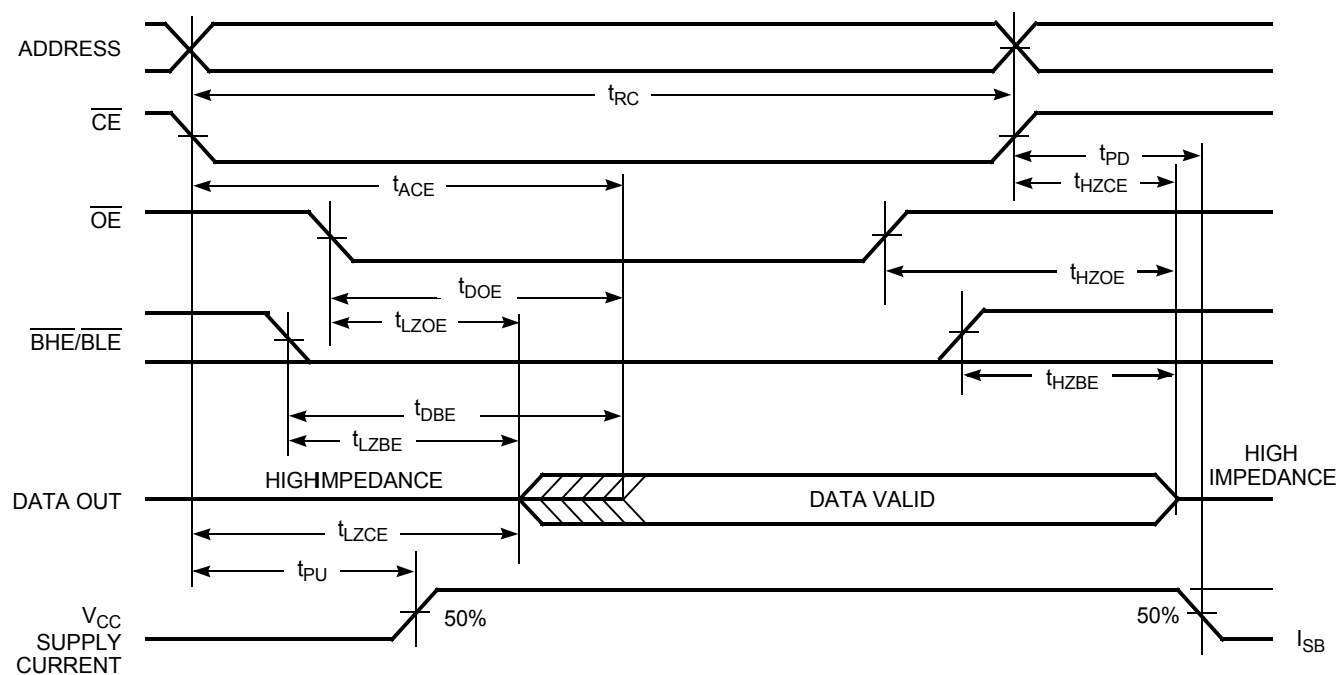 ADDRESS
tRC
CE
tPD
tACE
tHZCE
OE
tHZOE
tDOE
tLZOE
BHE/BLE
tHZBE
tDBE
tLZBE
HIGHIMPEDANCE
HIGH
IMPEDANCE
DATA OUT
DATA VALID
tLZCE
tPU
VCC
SUPPLY
CURRENT
50%
50%
ISB